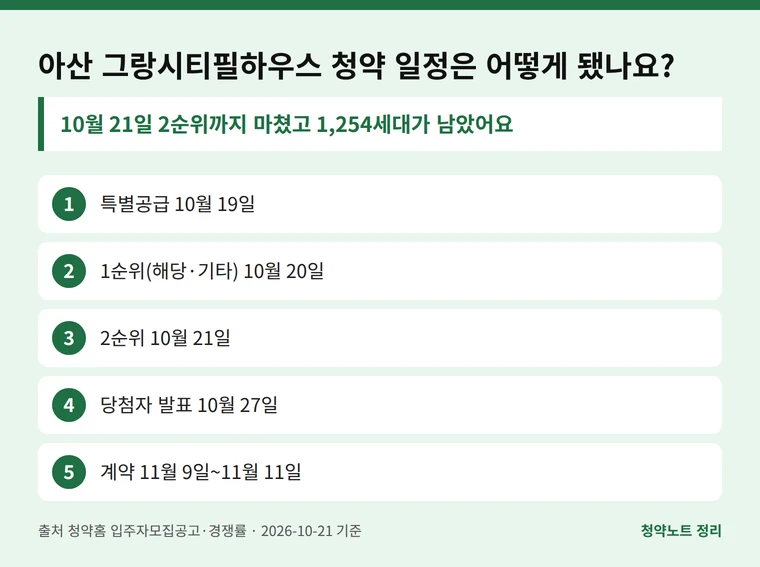 아산 그랑시티필하우스 청약 일정은 어떻게 됐나요?
10월 21일 2순위까지 마쳤고 1,254세대가 남았어요
1 특별공급 10월 19일
2 1순위(해당·기타) 10월 20일
3 2순위 10월 21일
4 당첨자 발표 10월 27일
5 계약 11월 9일~11월 11일
출처 청약홈 입주자모집공고·경쟁률 · 2026-10-21 기준
청약노트 정리